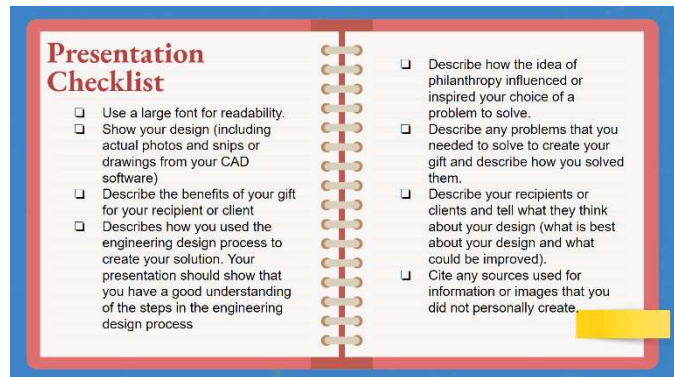 Presentation
Checklist
❏ Use a large font for readability.
❏ Show your design (including
actual photos and snips or
drawings from your CAD
software)
❏ Describe the benefits of your gift
for your recipient or client
❏ Describes how you used the
engineering design process to
create your solution. Your
presentation should show that
you have a good understanding
of the steps in the engineering
design process
❏ Describe how the idea of
philanthropy influenced or
inspired your choice of a
problem to solve.
❏ Describe any problems that you
needed to solve to create your
gift and describe how you solved
them.
❏ Describe your recipients or
clients and tell what they think
about your design (what is best
about your design and what
could be improved).
❏ Cite any sources used for
information or images that you
did not personally create.